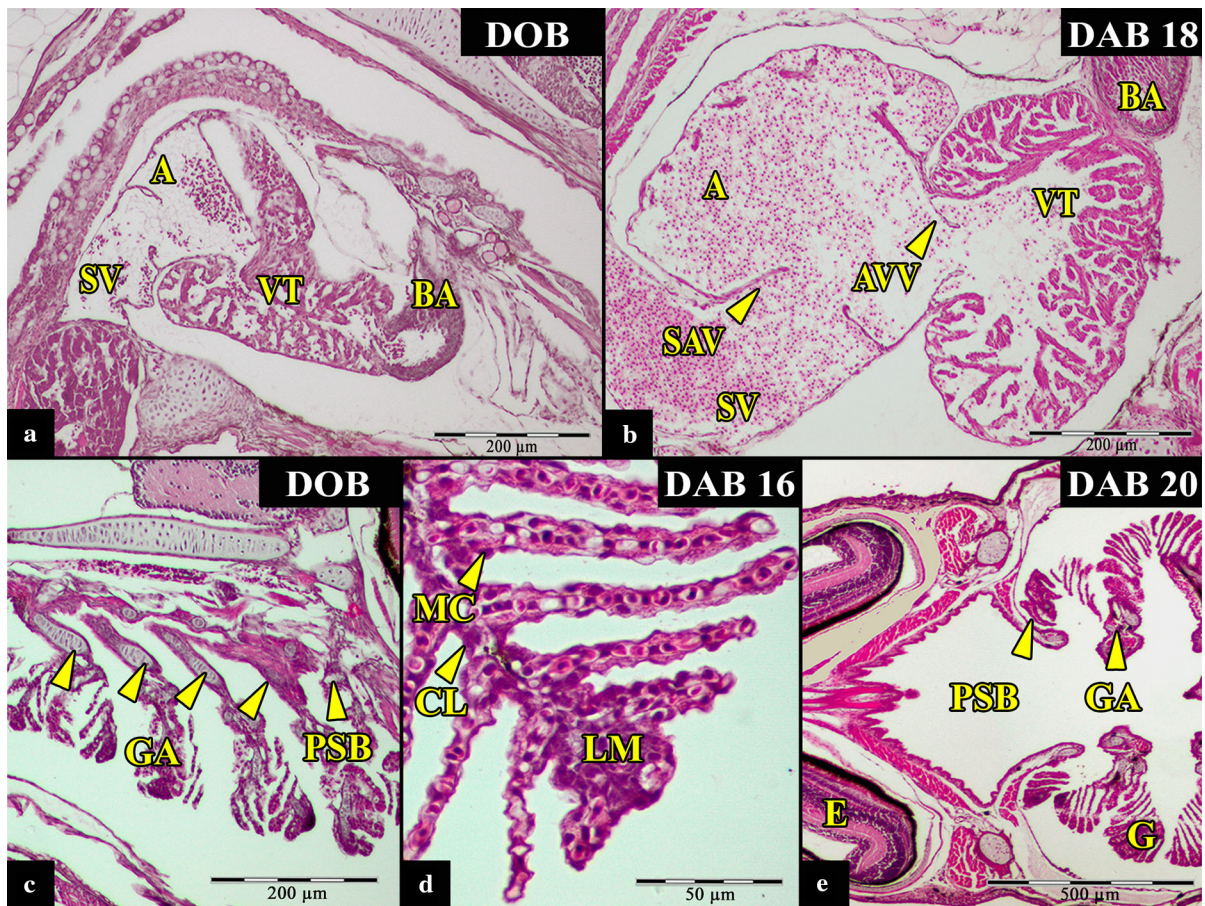 DOB
A
SV
VT
BA
a
200 µm
DAB 18
BA
A
VT
AVV
SAV
SV
b
200 µm
DOB
GA
PSB
c
200 µm
DAB 16
MC
CL
LM
d
50 µm
DAB 20
PSB
GA
E
G
e
500 µm